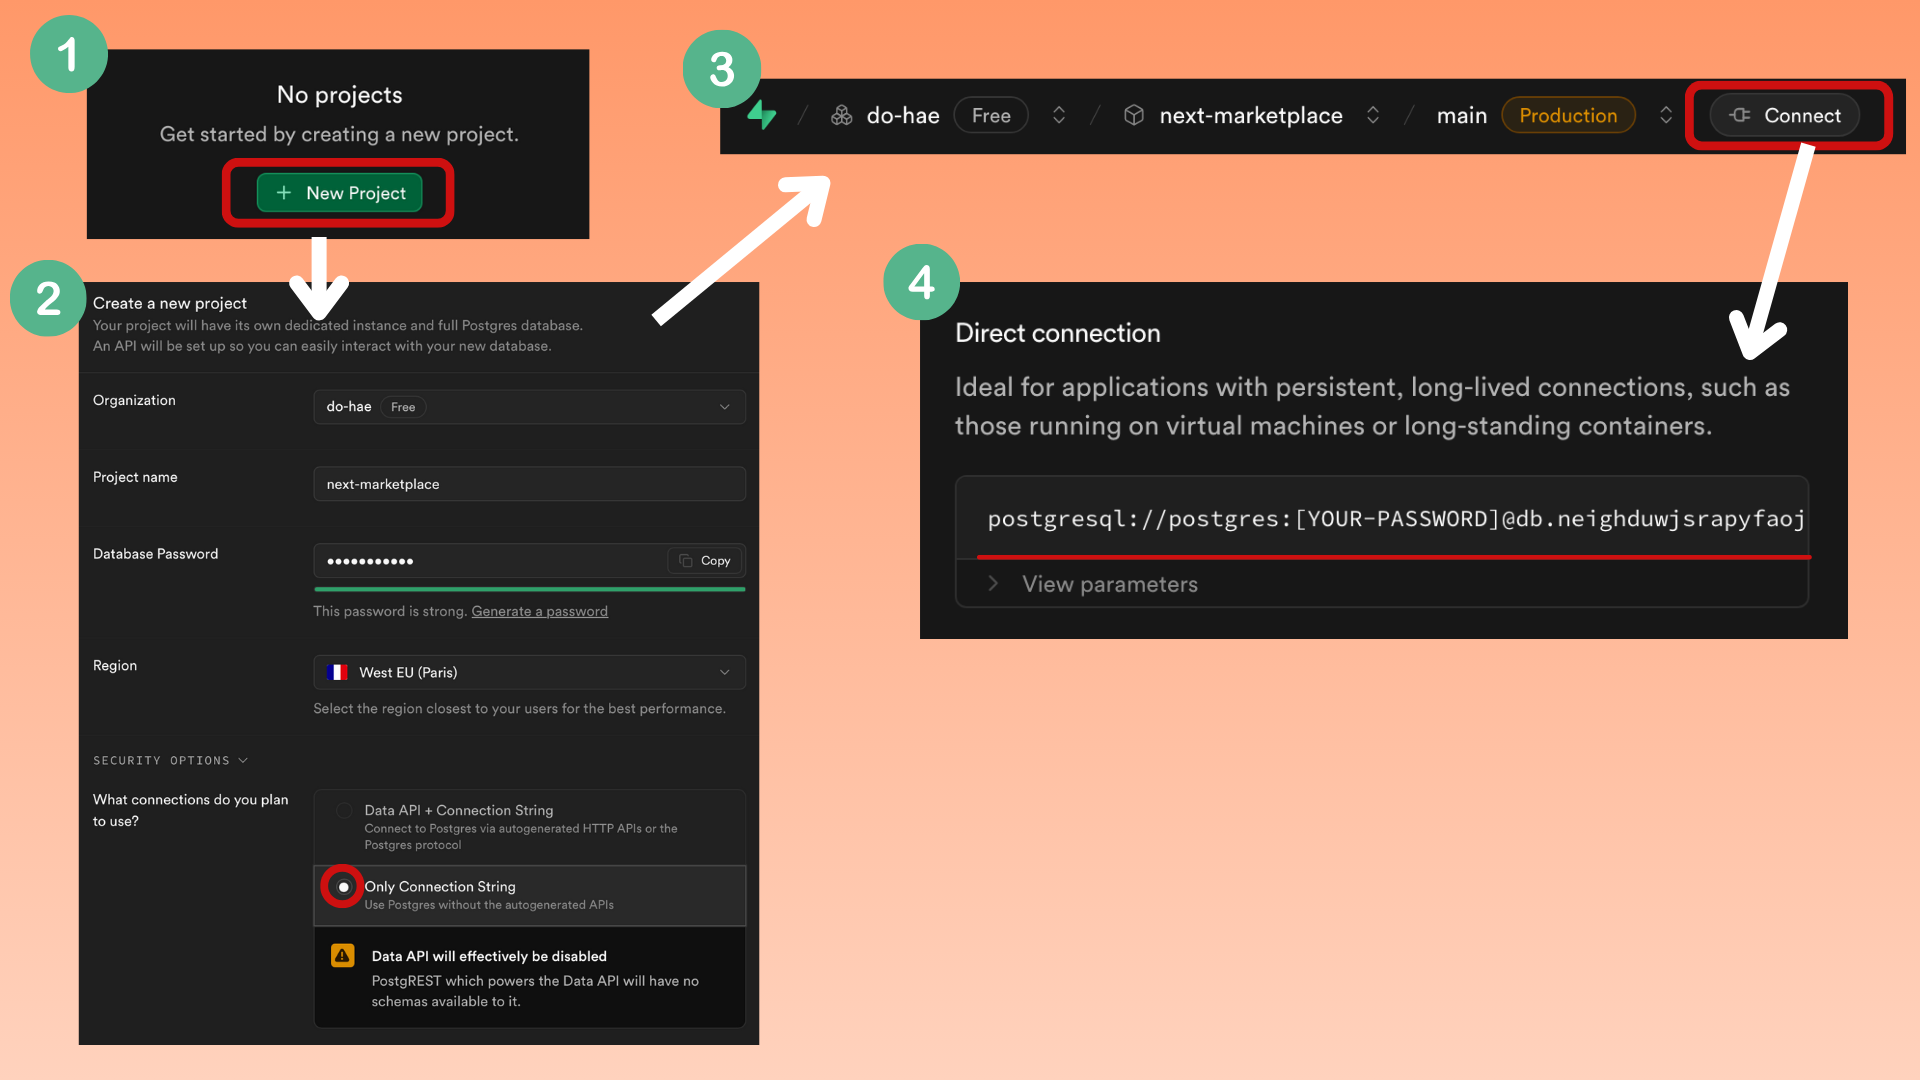 1
No projects
Get started by creating a new project.
+ New Project
2
Create a new project
Your project will have its own dedicated instance and full Postgres database.
An API will be set up so you can easily interact with your new database.
Organization
do-hae Free
Project name
next-marketplace
Database Password
••••••••••• Copy
This password is strong. Generate a password
Region
West EU (Paris)
Select the region closest to your users for the best performance.
SECURITY OPTIONS
What connections do you plan
to use?
Data API + Connection String
Connect to Postgres via autogenerated HTTP APIs or the
Postgres protocol
Only Connection String
Use Postgres without the autogenerated APIs
Data API will effectively be disabled
PostgREST which powers the Data API will have no
schemas available to it.
3
/ do-hae Free / next-marketplace / main Production Connect
4
Direct connection
Ideal for applications with persistent, long-lived connections, such as
those running on virtual machines or long-standing containers.
postgresql://postgres:[YOUR-PASSWORD]@db.neighduwjsrapyfaoj
View parameters